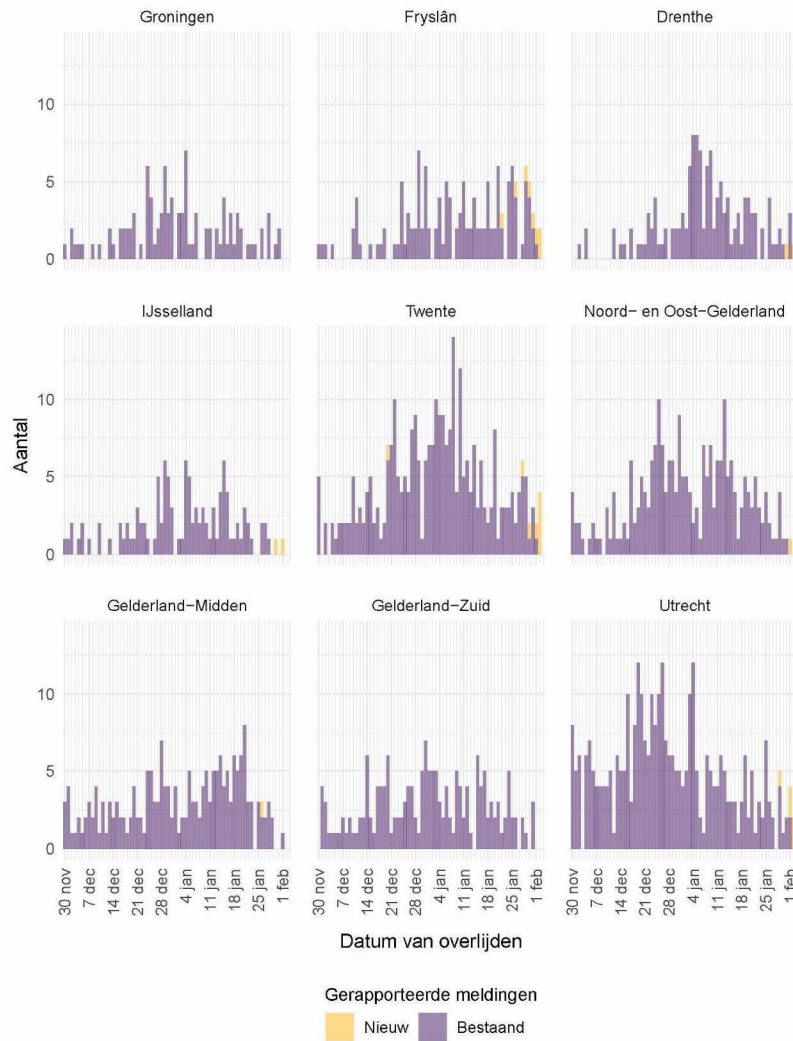 Groningen
Fryslân
Drenthe
10
5
0
IJsselland
Twente
Noord- en Oost-Gelderland
Aantal
10
5
0
Gelderland-Midden
Gelderland-Zuid
Utrecht
10
5
0
30 nov
7 dec
14 dec
21 dec
28 dec
4 jan
11 jan
18 jan
25 jan
1 feb
30 nov
7 dec
14 dec
21 dec
28 dec
4 jan
11 jan
18 jan
25 jan
1 feb
30 nov
7 dec
14 dec
21 dec
28 dec
4 jan
11 jan
18 jan
25 jan
1 feb
Datum van overlijden
Gerapporteerde meldingen
Nieuw
Bestaand